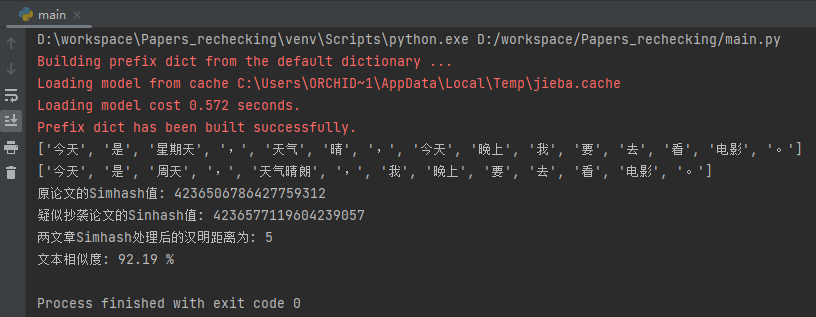 main
D:\workspace\Papers_rechecking\venv\Scripts\python.exe D:/workspace/Papers_rechecking/main.py
Building prefix dict from the default dictionary ...
Loading model from cache C:\Users\ORCHID~1\AppData\Local\Temp\jieba.cache
Loading model cost 0.572 seconds.
Prefix dict has been built successfully.
['今天', '是', '星期天', '，', '天气', '晴', '，', '今天', '晚上', '我', '要', '去', '看', '电影', '。']
['今天', '是', '周天', '，', '天气晴朗', '，', '我', '晚上', '要', '去', '看', '电影', '。']
原论文的Simhash值: 4236506786427759312
疑似抄袭论文的Sinhash值: 4236577119604239057
两文章Simhash处理后的汉明距离为: 5
文本相似度: 92.19 %
Process finished with exit code 0